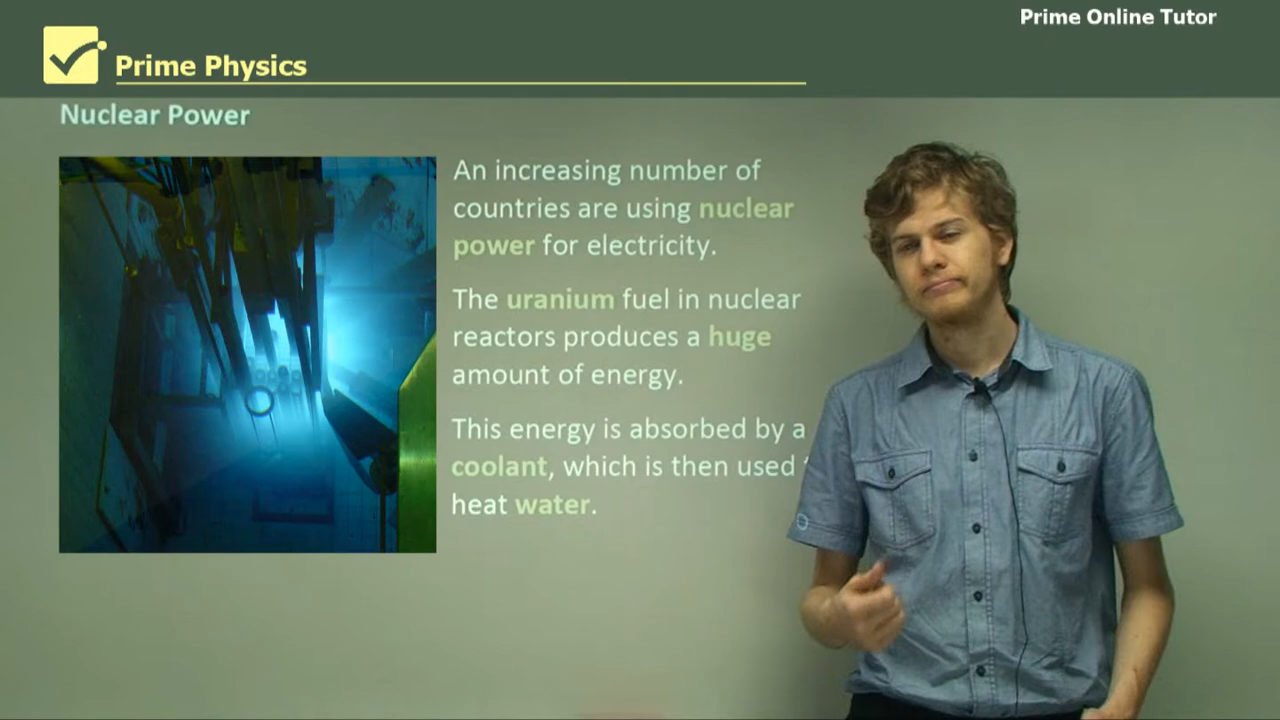 Prime Online Tutor
Prime Physics
Nuclear Power
An increasing number of
countries are using nuclear
power for electricity.
The uranium fuel in nuclear
reactors produces a huge
amount of energy.
This energy is absorbed by a
coolant, which is then used
heat water.